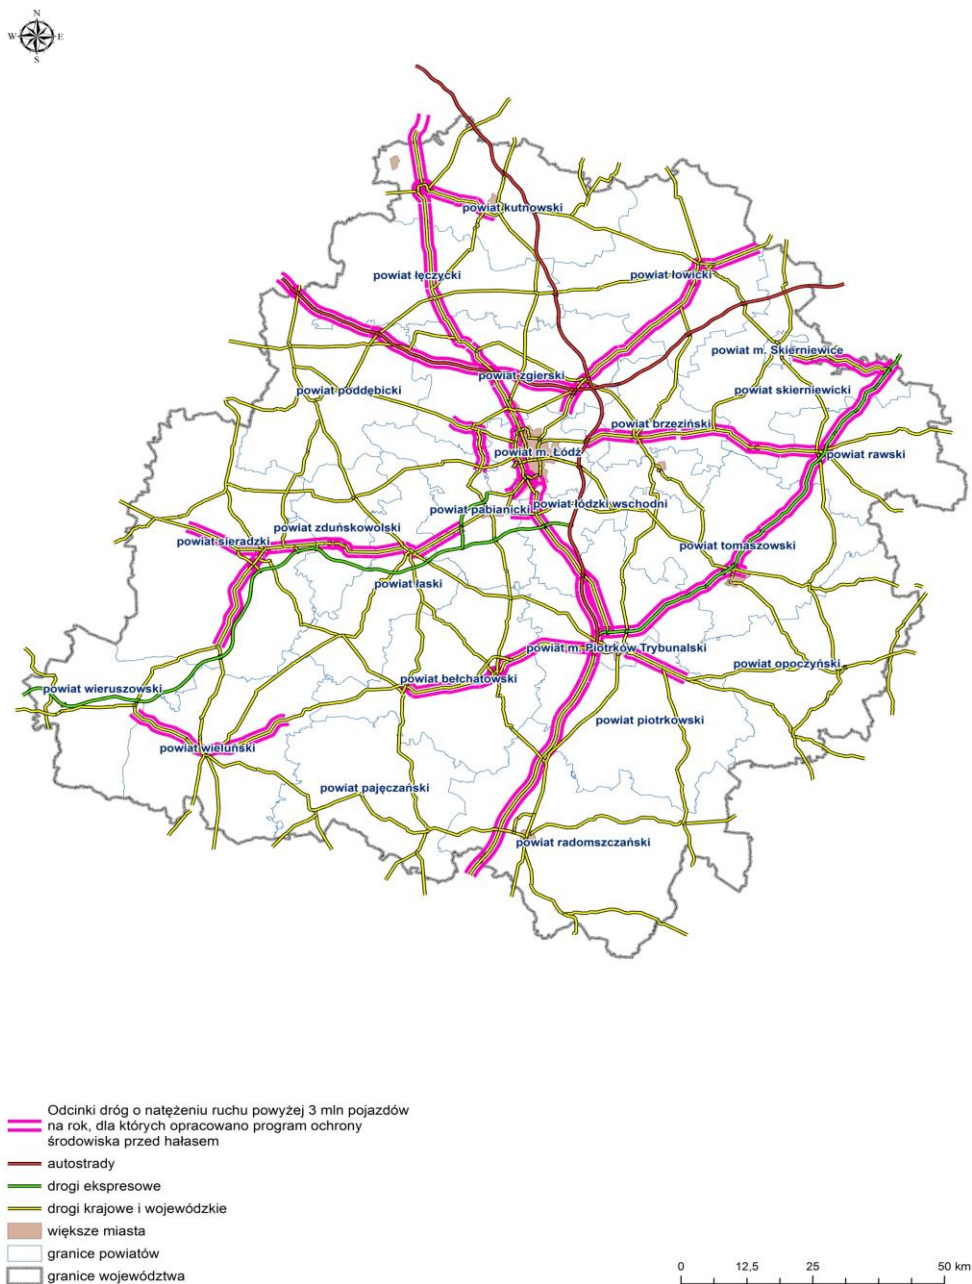 N
W E
S
powiat kutnowski
powiat łęczycki
powiat łowicki
powiat m. Skierniewice
powiat zgierski
powiat poddębicki
powiat skierniewicki
powiat brzeziński
powiat m. Łódź
powiat rawski
powiat łódzki wschodni
powiat pabianicki
powiat zduńskowolski
powiat sieradzki
powiat tomaszowski
powiat łaski
powiat m. Piotrków Trybunalski
powiat opoczyński
powiat bełchatowski
powiat wieruszowski
powiat piotrkowski
powiat wieluński
powiat pajęczański
powiat radomszczański
Odcinki dróg o natężeniu ruchu powyżej 3 mln pojazdów
na rok, dla których opracowano program ochrony
środowiska przed hałasem
autostrady
drogi ekspresowe
drogi krajowe i wojewódzkie
większe miasta
granice powiatów
granice województwa
0 12,5 25 50 km